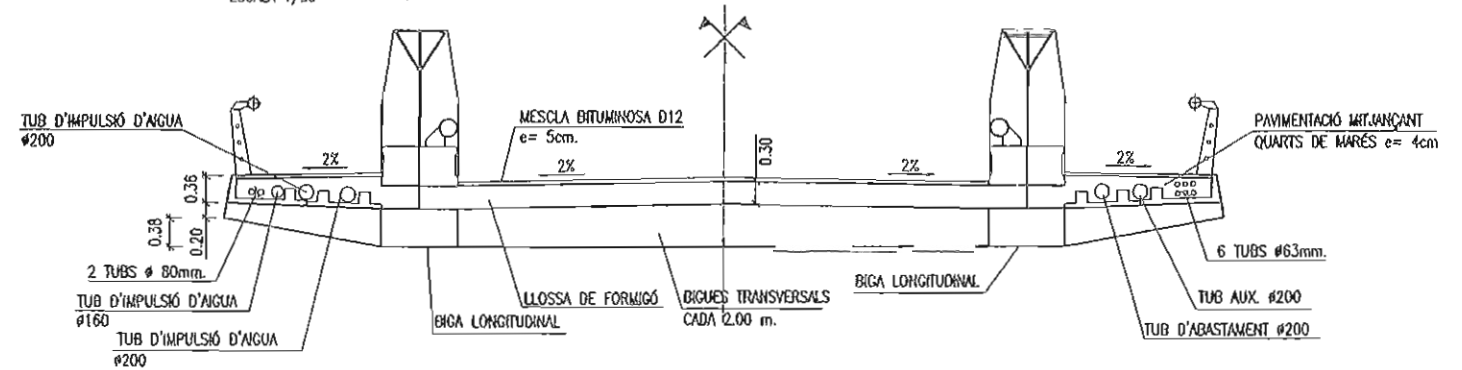 TUB D'IMPULSIÓ D'AIGUA
ø200
MESCLA BITUMINOSA D12
e= 5cm.
PAVIMENTACIÓ MITJANÇANT
QUARTS DE MARÉS e= 4cm
2%
2%
0.30
2%
2%
0.36
0.38
0.20
2 TUBS ø 80mm.
TUB D'IMPULSIÓ D'AIGUA
ø160
TUB D'IMPULSIÓ D'AIGUA
ø200
BIGA LONGITUDINAL
LLOSSA DE FORMIGÓ
BIGUES TRANSVERSALS
CADA 2.00 m.
BIGA LONGITUDINAL
6 TUBS ø63mm.
TUB AUX. ø200
TUB D'ABASTAMENT ø200